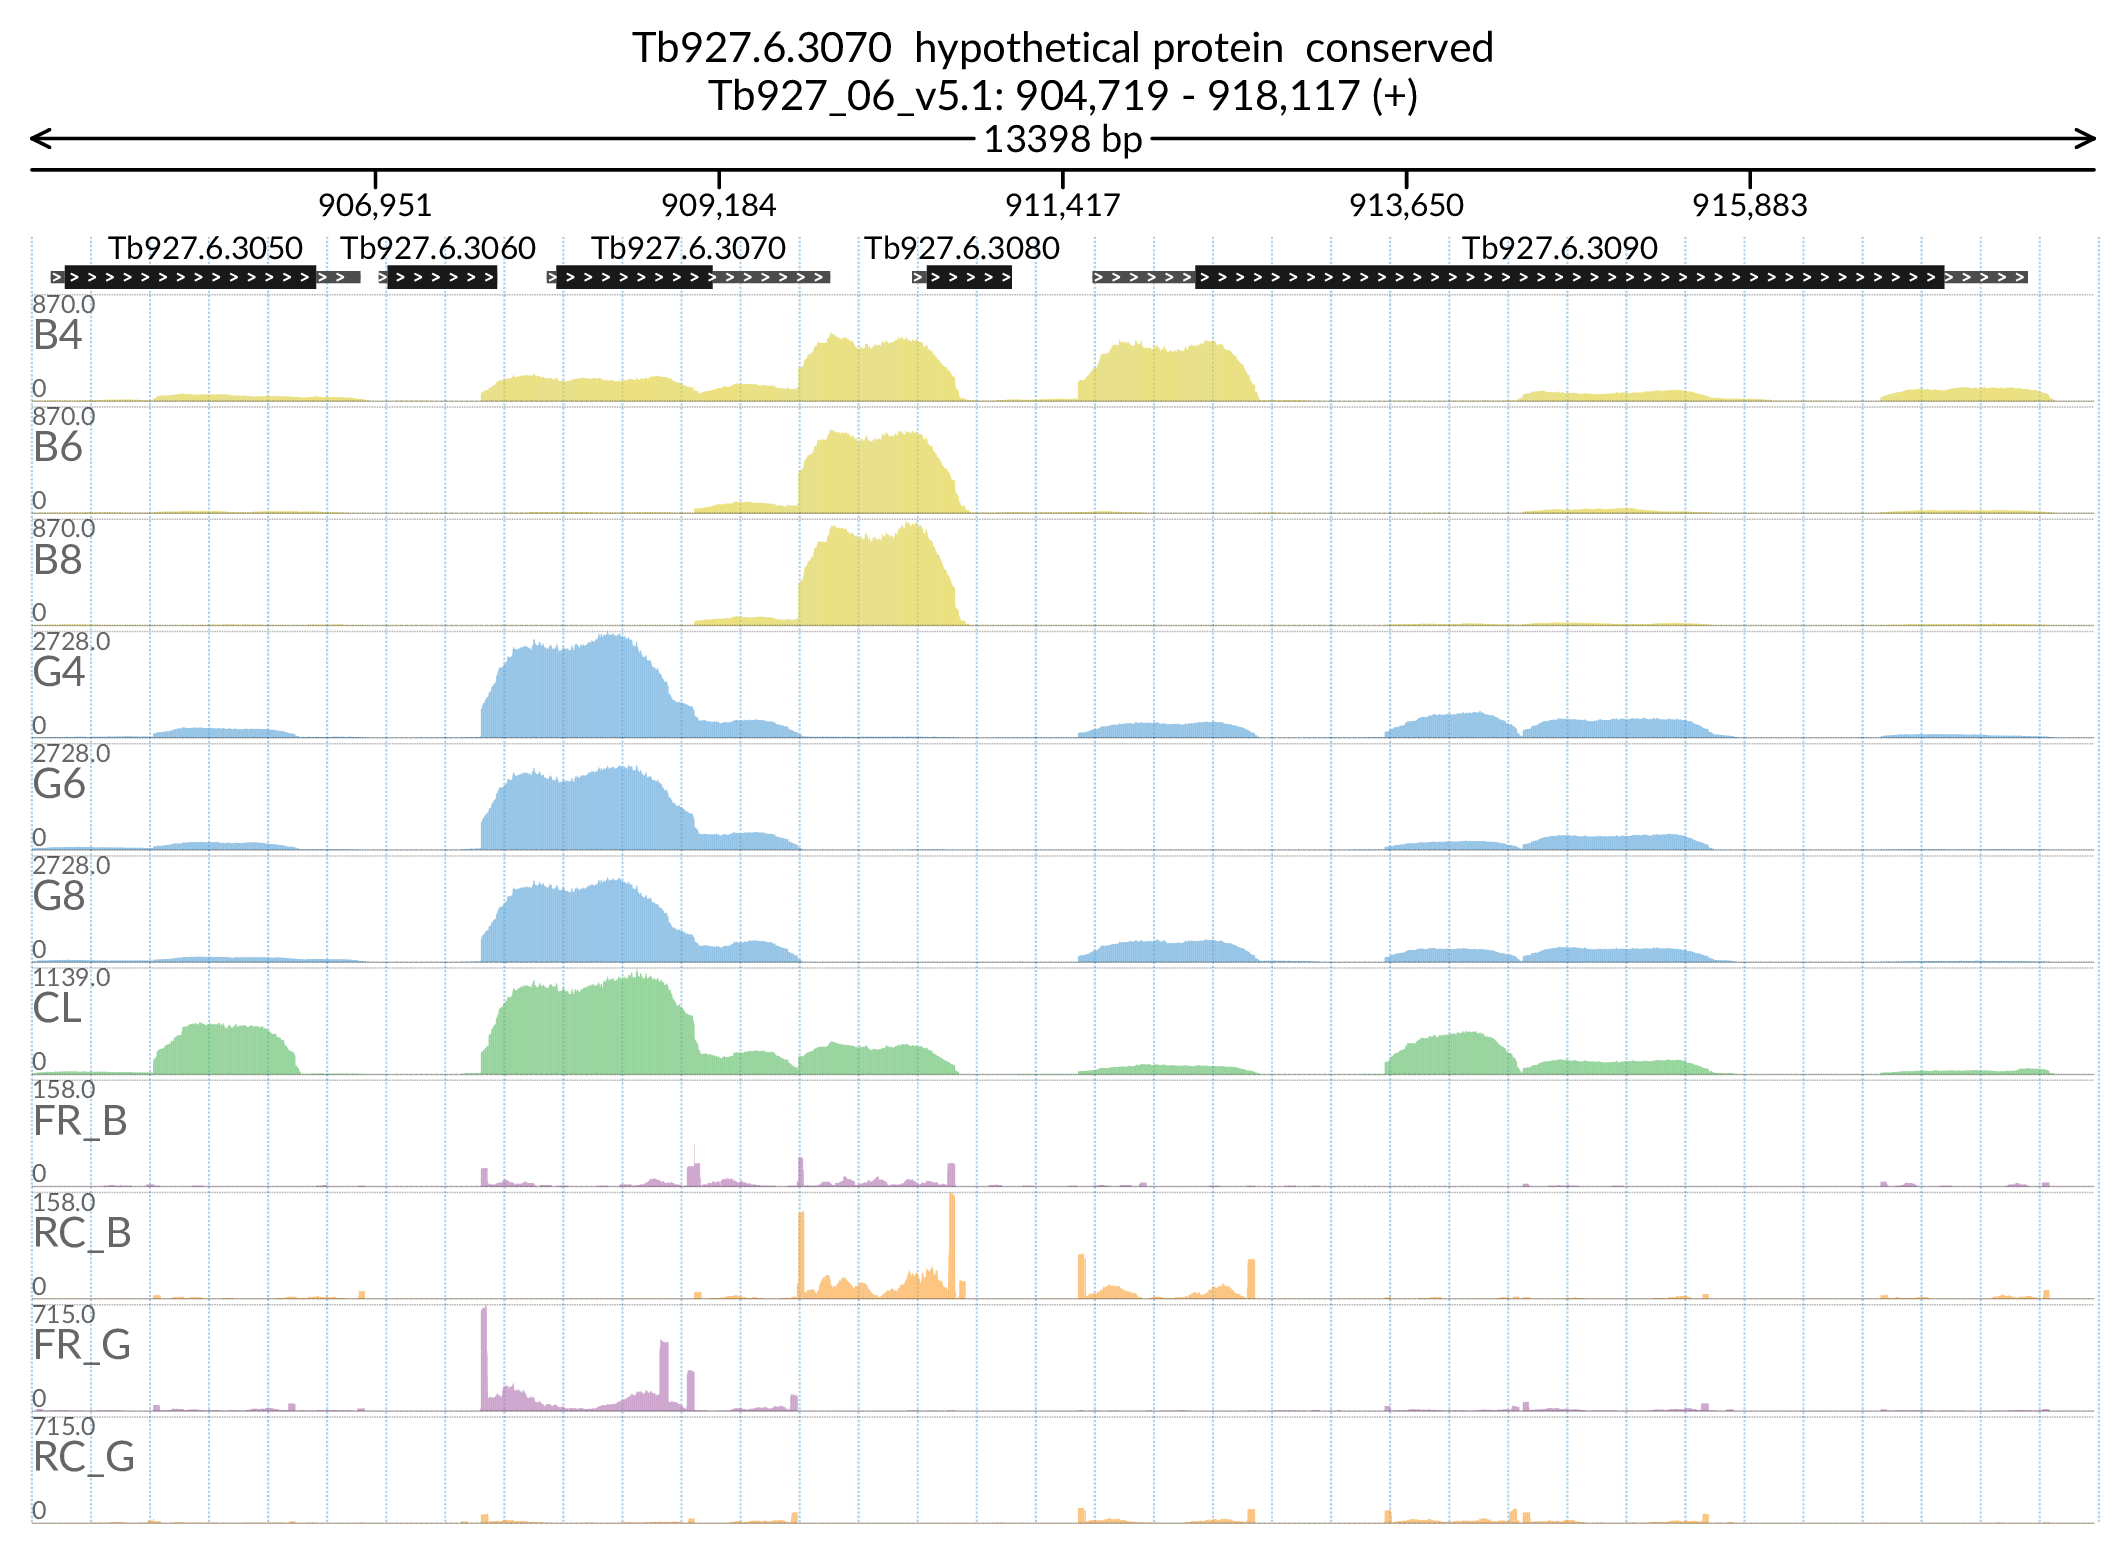 Tb927.6.3070 hypothetical protein conserved
Tb927_06_v5.1: 904,719 - 918,117 (+)
13398 bp
906,951 909,184 911,417 913,650 915,883
Tb927.6.3050 Tb927.6.3060 Tb927.6.3070 Tb927.6.3080 Tb927.6.3090
870.0
B4
0
870.0
B6
0
870.0
B8
0
2728.0
G4
0
2728.0
G6
0
2728.0
G8
0
1139.0
CL
0
158.0
FR_B
0
158.0
RC_B
0
715.0
FR_G
0
715.0
RC_G
0